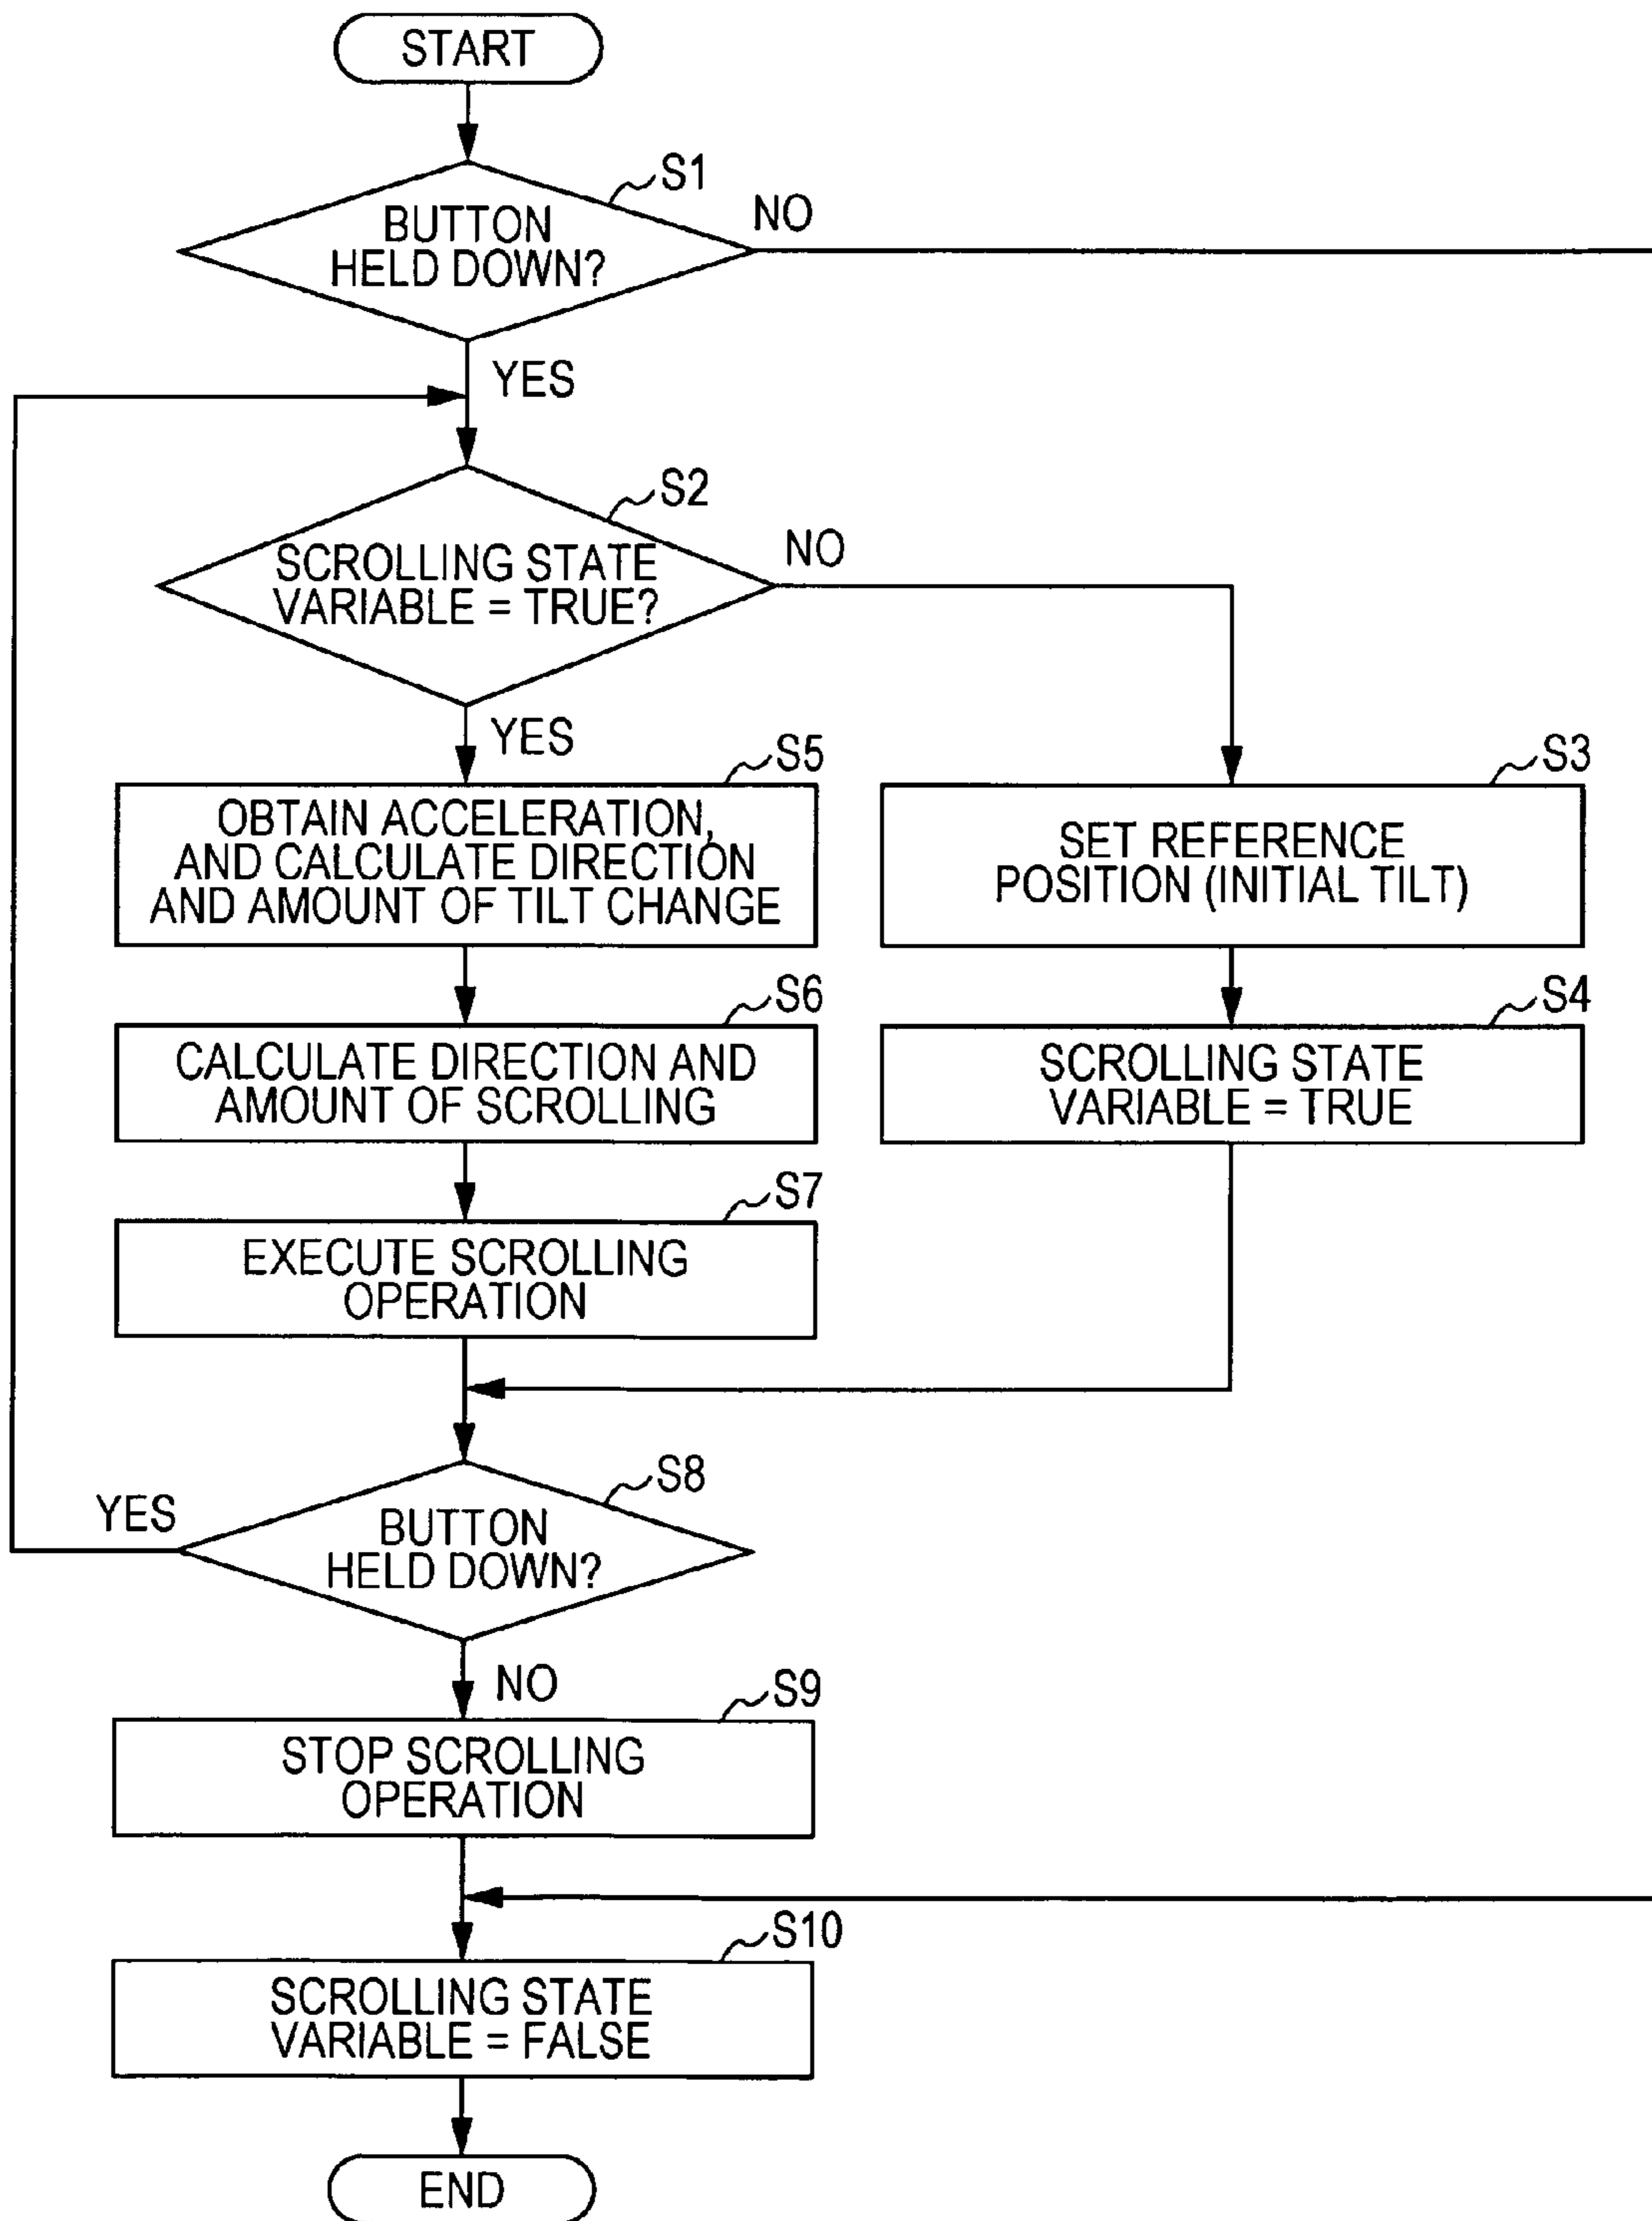 START
S1
BUTTON
HELD DOWN?
NO
YES
S2
SCROLLING STATE
VARIABLE = TRUE?
NO
YES
S5
OBTAIN ACCELERATION,
AND CALCULATE DIRECTION
AND AMOUNT OF TILT CHANGE
S3
SET REFERENCE
POSITION (INITIAL TILT)
S6
CALCULATE DIRECTION AND
AMOUNT OF SCROLLING
S4
SCROLLING STATE
VARIABLE = TRUE
S7
EXECUTE SCROLLING
OPERATION
S8
YES
BUTTON
HELD DOWN?
NO
S9
STOP SCROLLING
OPERATION
S10
SCROLLING STATE
VARIABLE = FALSE
END